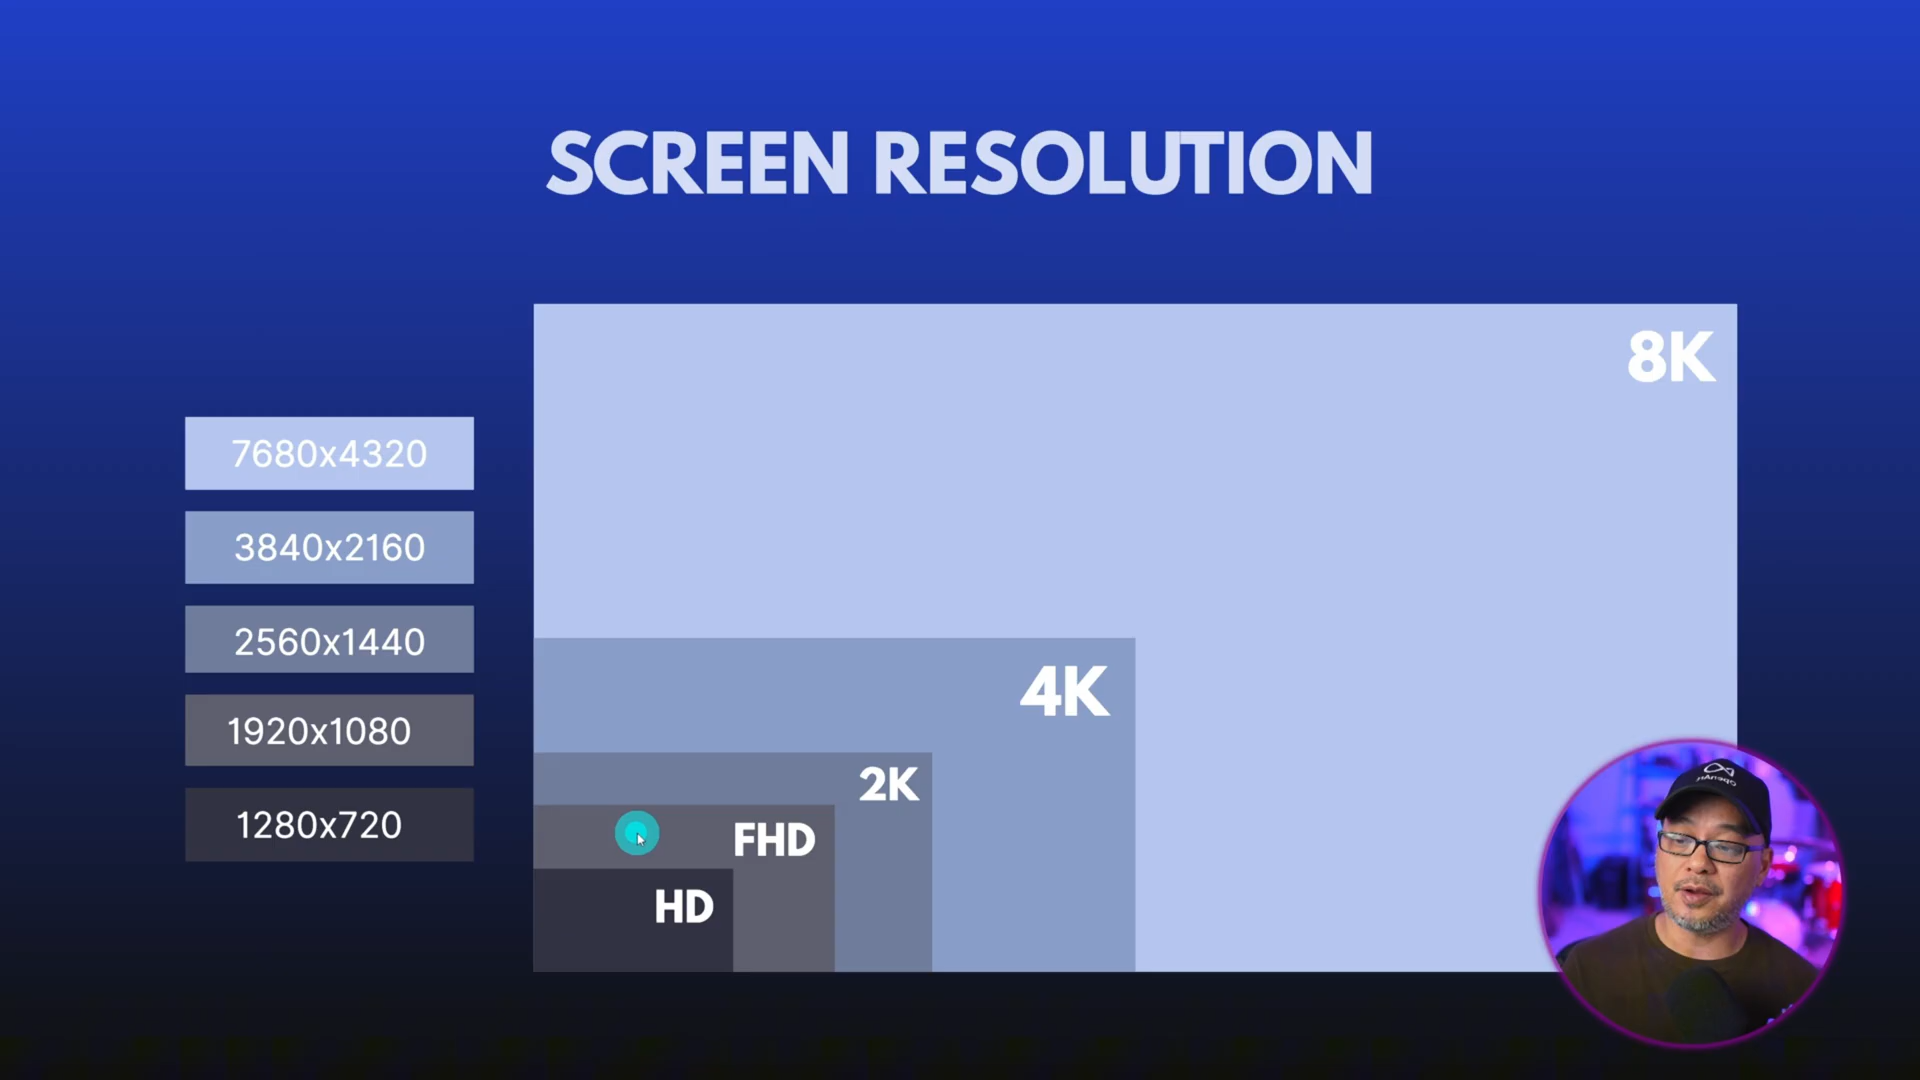 SCREEN RESOLUTION
8K
7680x4320
3840x2160
2560x1440
4K
1920x1080
2K
1280x720
FHD
HD